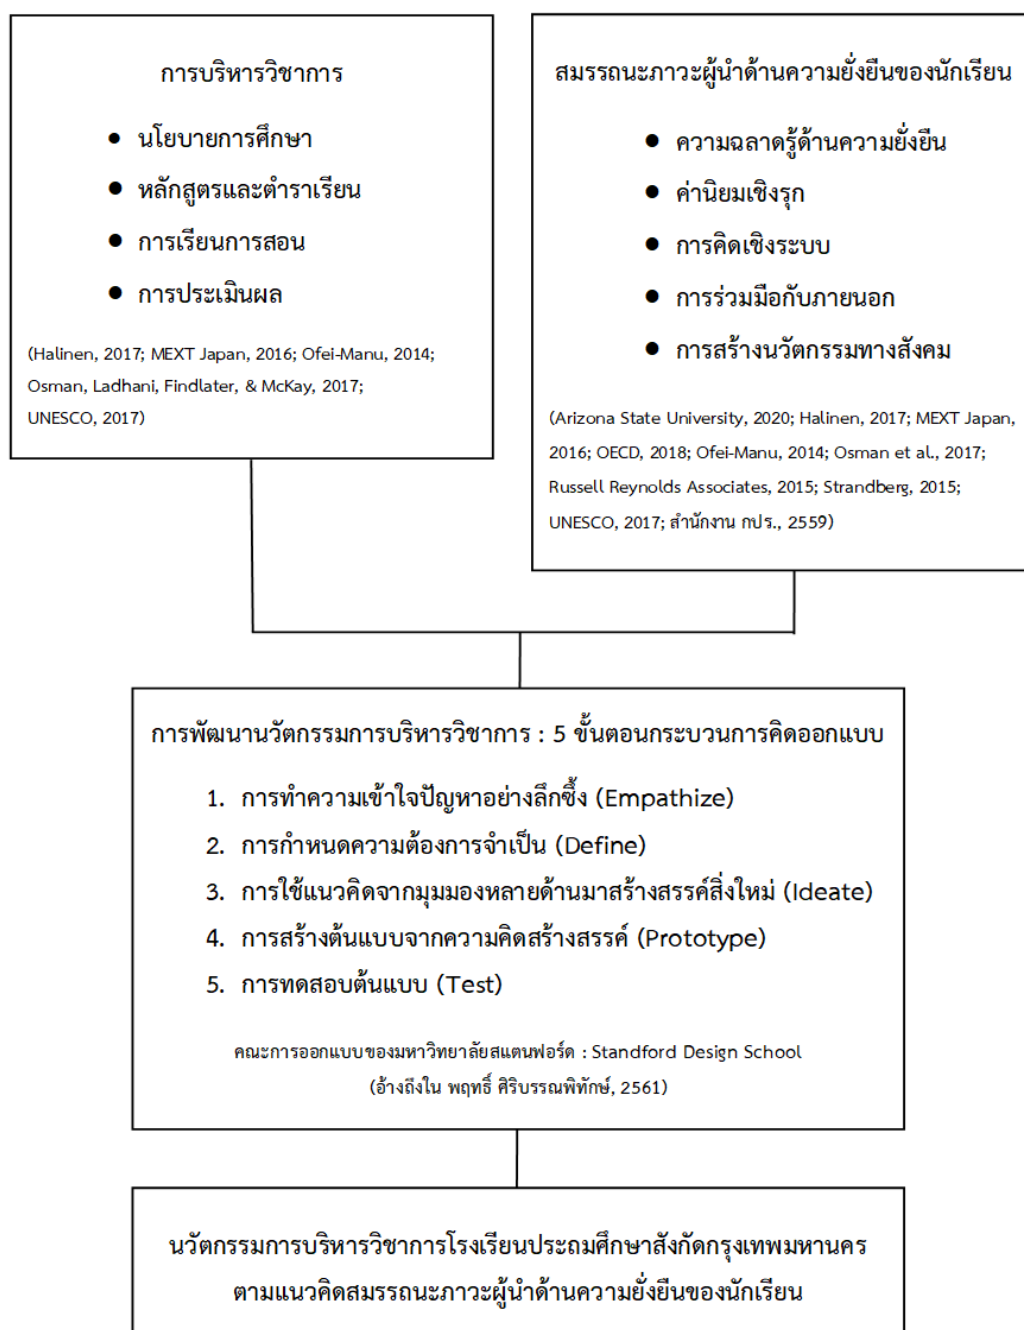 การบริหารวิชาการ
● นโยบายการศึกษา
● หลักสูตรและตำราเรียน
● การเรียนการสอน
● การประเมินผล
(Halinen, 2017; MEXT Japan, 2016; Ofei-Manu, 2014;
Osman, Ladhani, Findlater, & McKay, 2017;
UNESCO, 2017)
สมรรถนะภาวะผู้นำด้านความยั่งยืนของนักเรียน
● ความฉลาดรู้ด้านความยั่งยืน
● ค่านิยมเชิงรุก
● การคิดเชิงระบบ
● การร่วมมือกับภายนอก
● การสร้างนวัตกรรมทางสังคม
(Arizona State University, 2020; Halinen, 2017; MEXT Japan,
2016; OECD, 2018; Ofei-Manu, 2014; Osman et al., 2017;
Russell Reynolds Associates, 2015; Strandberg, 2015;
UNESCO, 2017; สำนักงาน กปร., 2559)
การพัฒนานวัตกรรมการบริหารวิชาการ : 5 ขั้นตอนกระบวนการคิดออกแบบ
1. การทำความเข้าใจปัญหาอย่างลึกซึ้ง (Empathize)
2. การกำหนดความต้องการจำเป็น (Define)
3. การใช้แนวคิดจากมุมมองหลายด้านมาสร้างสรรค์สิ่งใหม่ (Ideate)
4. การสร้างต้นแบบจากความคิดสร้างสรรค์ (Prototype)
5. การทดสอบต้นแบบ (Test)
คณะการออกแบบของมหาวิทยาลัยสแตนฟอร์ด : Standford Design School
(อ้างถึงใน พฤทธิ์ ศิริบรรณพิทักษ์, 2561)
นวัตกรรมการบริหารวิชาการโรงเรียนประถมศึกษาสังกัดกรุงเทพมหานคร
ตามแนวคิดสมรรถนะภาวะผู้นำด้านความยั่งยืนของนักเรียน